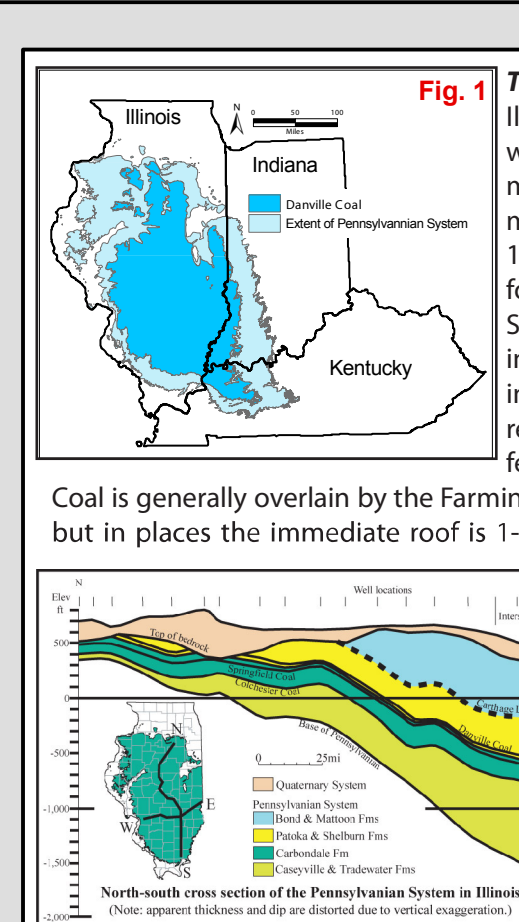 Fig. 1
Illinois
N
0 50 100
Miles
Indiana
Danville Coal
Extent of Pennsylvannian System
Kentucky
T
Il
w
m
n
1
fo
S
in
in
re
fe
Coal is generally overlain by the Farmin
but in places the immediate roof is 1-
N
Elev
ft
Well locations
Inters
500
0
-500
-1,000
-1,500
-2,000
Top of bedrock
Springfield Coal
Colchester Coal
Base of Pennsylvanian
Carthage L
Danville Coal
N
W
E
S
0 25mi
Quaternary System
Pennsylvanian System
Bond & Mattoon Fms
Patoka & Shelburn Fms
Carbondale Fm
Caseyville & Tradewater Fms
North-south cross section of the Pennsylvanian System in Illinois
(Note: apparent thickness and dip are distorted due to vertical exaggeration.)